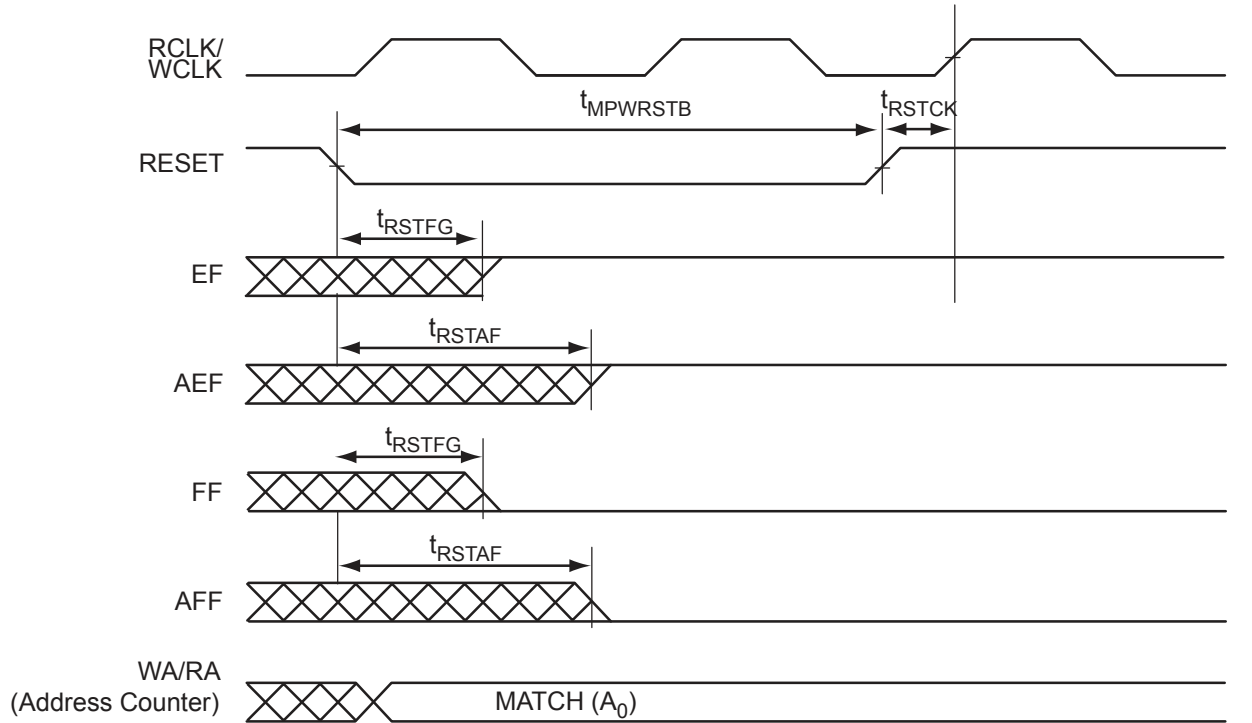 RCLK/
WCLK
tMPWRSTB
tRSTCK
RESET
tRSTFG
EF
tRSTAF
AEF
tRSTFG
FF
tRSTAF
AFF
WA/RA
(Address Counter)
MATCH (A0)